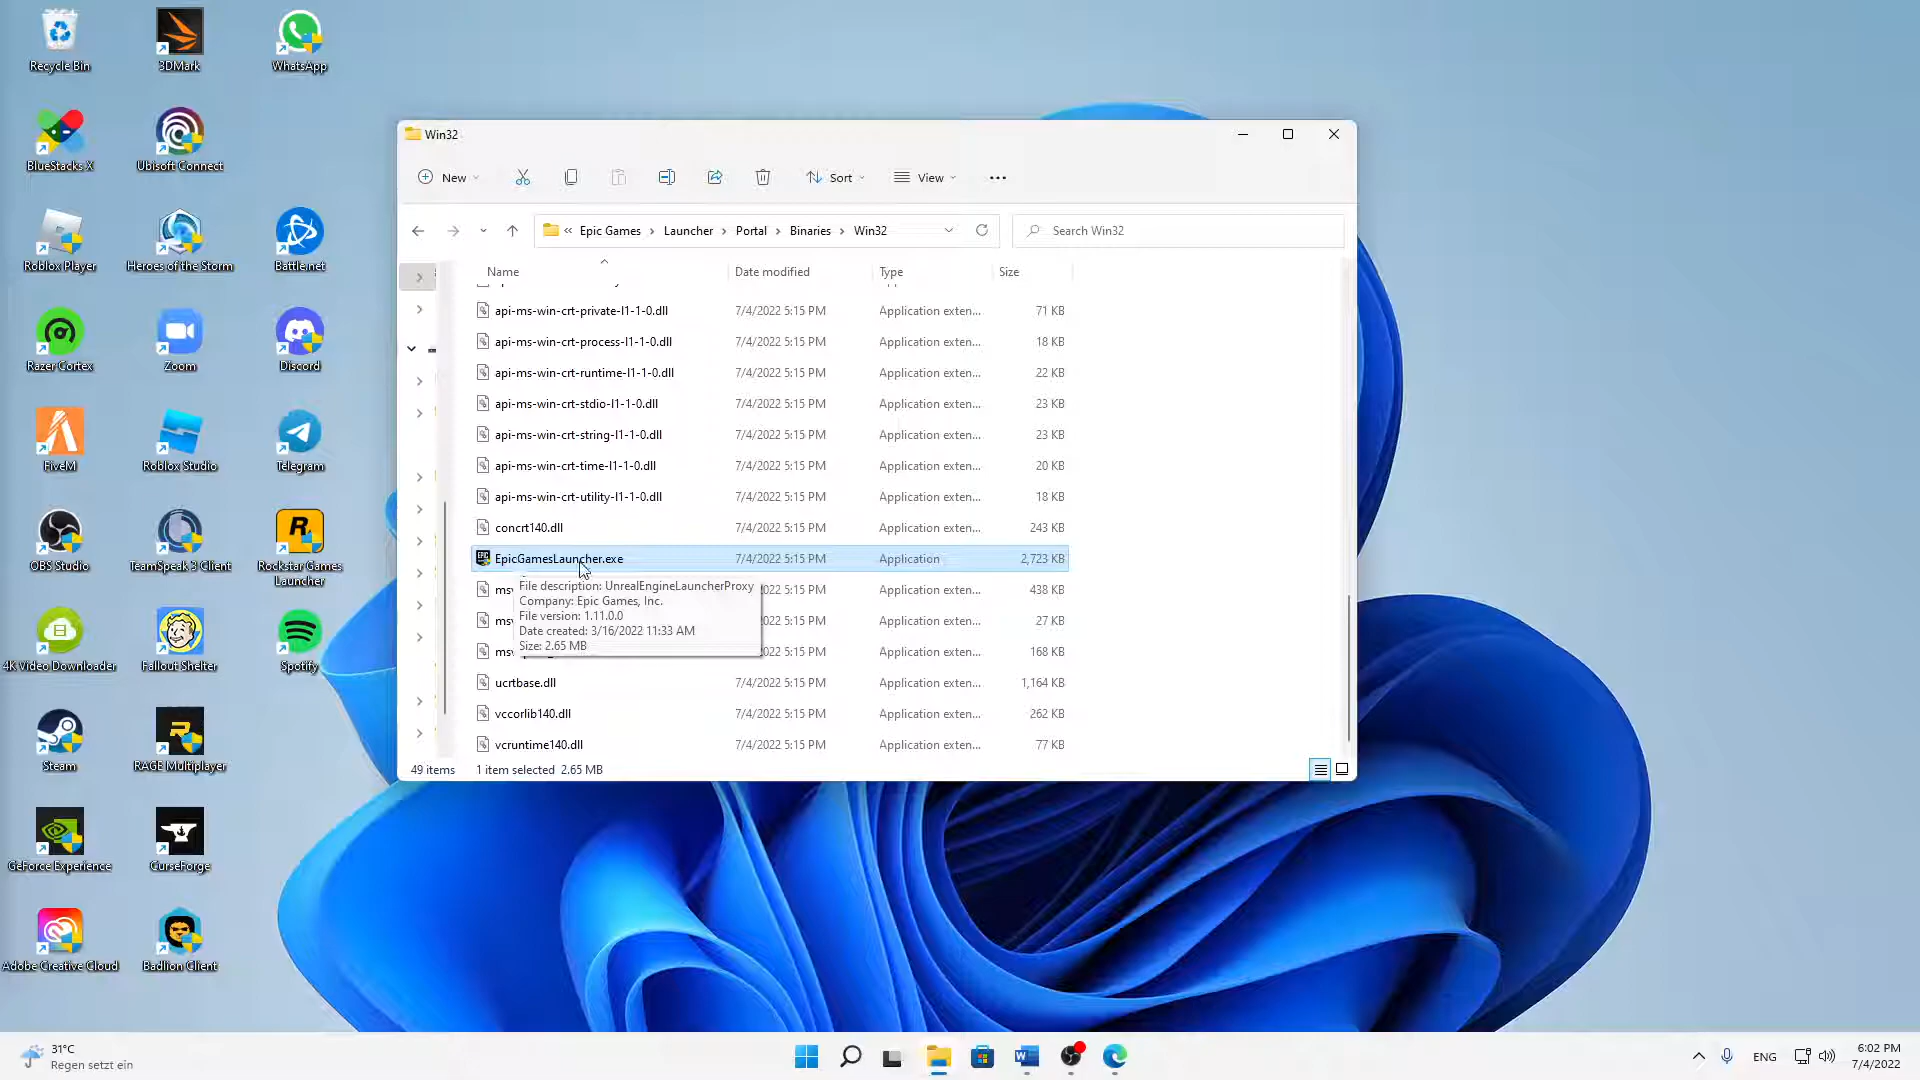 Recycle Bin
3DMark
WhatsApp
BlueStacks X
Ubisoft Connect
Roblox Player
Heroes of the Storm
Battle.net
Razer Cortex
Zoom
Discord
FiveM
Roblox Studio
Telegram
OBS Studio
TeamSpeak 3 Client
Rockstar Games
Launcher
4K Video Downloader
Fallout Shelter
Spotify
Steam
RAGE Multiplayer
GeForce Experience
CurseForge
Adobe Creative Cloud
Badlion Client
Win32
New
Sort
View
« Epic Games > Launcher > Portal > Binaries > Win32
Search Win32
Name Date modified Type Size
api-ms-win-crt-private-l1-1-0.dll 7/4/2022 5:15 PM Application exten... 71 KB
api-ms-win-crt-process-l1-1-0.dll 7/4/2022 5:15 PM Application exten... 18 KB
api-ms-win-crt-runtime-l1-1-0.dll 7/4/2022 5:15 PM Application exten... 22 KB
api-ms-win-crt-stdio-l1-1-0.dll 7/4/2022 5:15 PM Application exten... 23 KB
api-ms-win-crt-string-l1-1-0.dll 7/4/2022 5:15 PM Application exten... 23 KB
api-ms-win-crt-time-l1-1-0.dll 7/4/2022 5:15 PM Application exten... 20 KB
api-ms-win-crt-utility-l1-1-0.dll 7/4/2022 5:15 PM Application exten... 18 KB
concrt140.dll 7/4/2022 5:15 PM Application exten... 243 KB
EpicGamesLauncher.exe 7/4/2022 5:15 PM Application 2,723 KB
File description: UnrealEngineLauncherProxy
Company: Epic Games, Inc.
File version: 1.11.0.0
Date created: 3/16/2022 11:33 AM
Size: 2.65 MB
022 5:15 PM Application exten... 438 KB
022 5:15 PM Application exten... 27 KB
022 5:15 PM Application exten... 168 KB
ucrtbase.dll 7/4/2022 5:15 PM Application exten... 1,164 KB
vccorlib140.dll 7/4/2022 5:15 PM Application exten... 262 KB
vcruntime140.dll 7/4/2022 5:15 PM Application exten... 77 KB
49 items 1 item selected 2.65 MB
31°C
Regen setzt ein
ENG
6:02 PM
7/4/2022